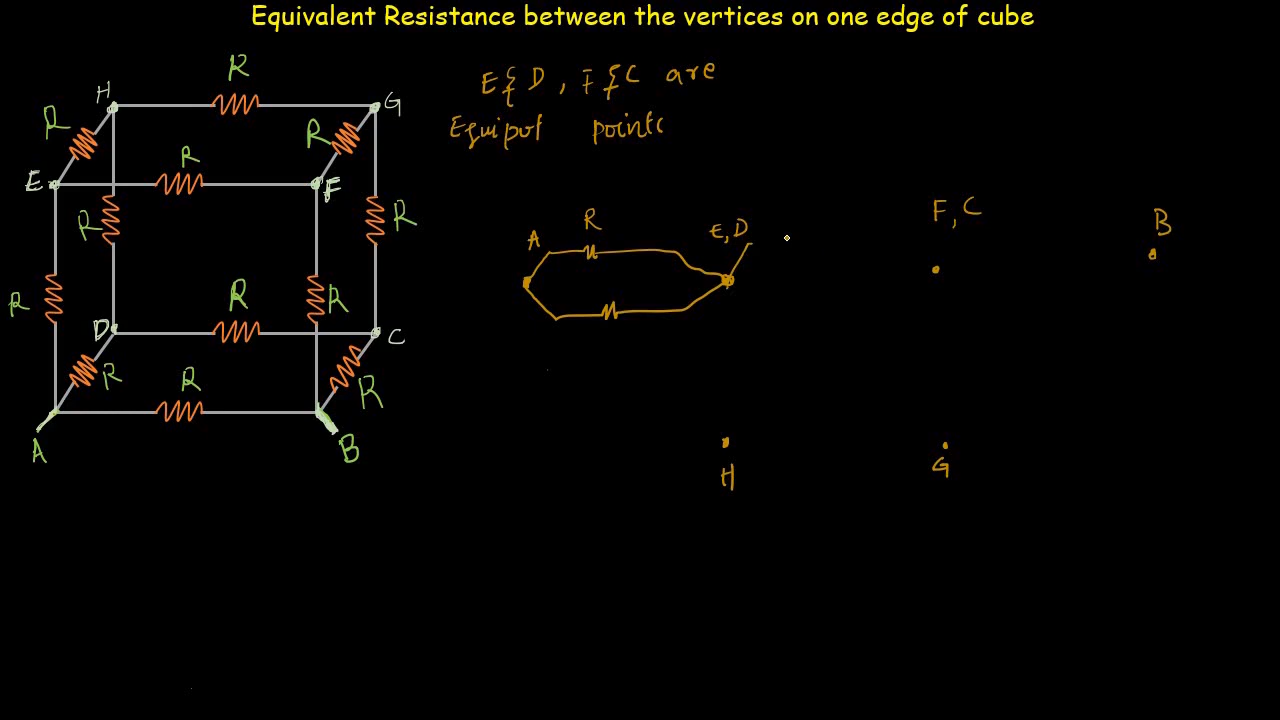 Equivalent Resistance between the vertices on one edge of cube
R
H
G
R
R
R
E
F
R
R
R
R
D
R
C
R
R
R
A
B
E & D , F & C are
Equipot points
A
R
E, D
F, C
B
H
G